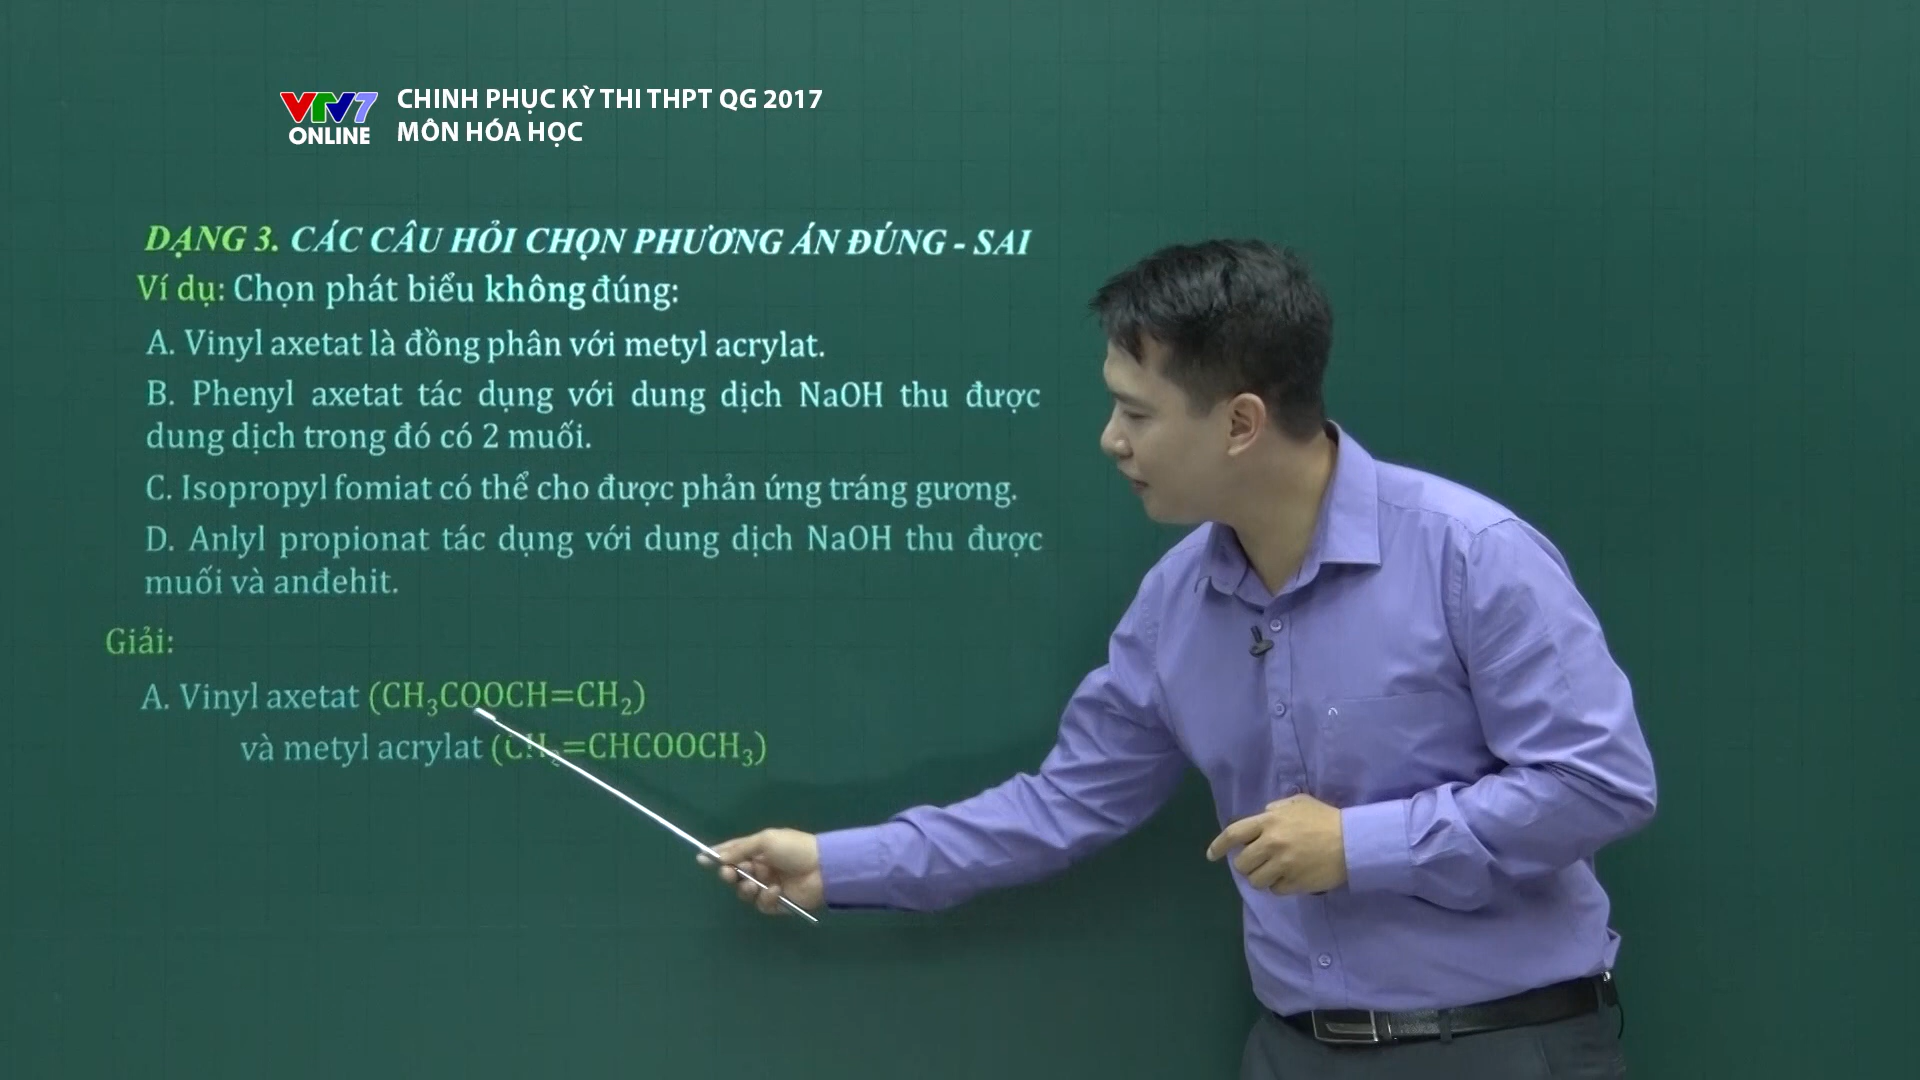 VTV7
ONLINE
CHINH PHỤC KỲ THI THPT QG 2017
MÔN HÓA HỌC
DẠNG 3. CÁC CÂU HỎI CHỌN PHƯƠNG ÁN ĐÚNG - SAI
Ví dụ: Chọn phát biểu không đúng:
A. Vinyl axetat là đồng phân với metyl acrylat.
B. Phenyl axetat tác dụng với dung dịch NaOH thu được
dung dịch trong đó có 2 muối.
C. Isopropyl fomiat có thể cho được phản ứng tráng gương.
D. Anlyl propionat tác dụng với dung dịch NaOH thu được
muối và anđehit.
Giải:
A. Vinyl axetat (CH₃COOCH=CH₂)
và metyl acrylat (CH₂=CHCOOCH₃)